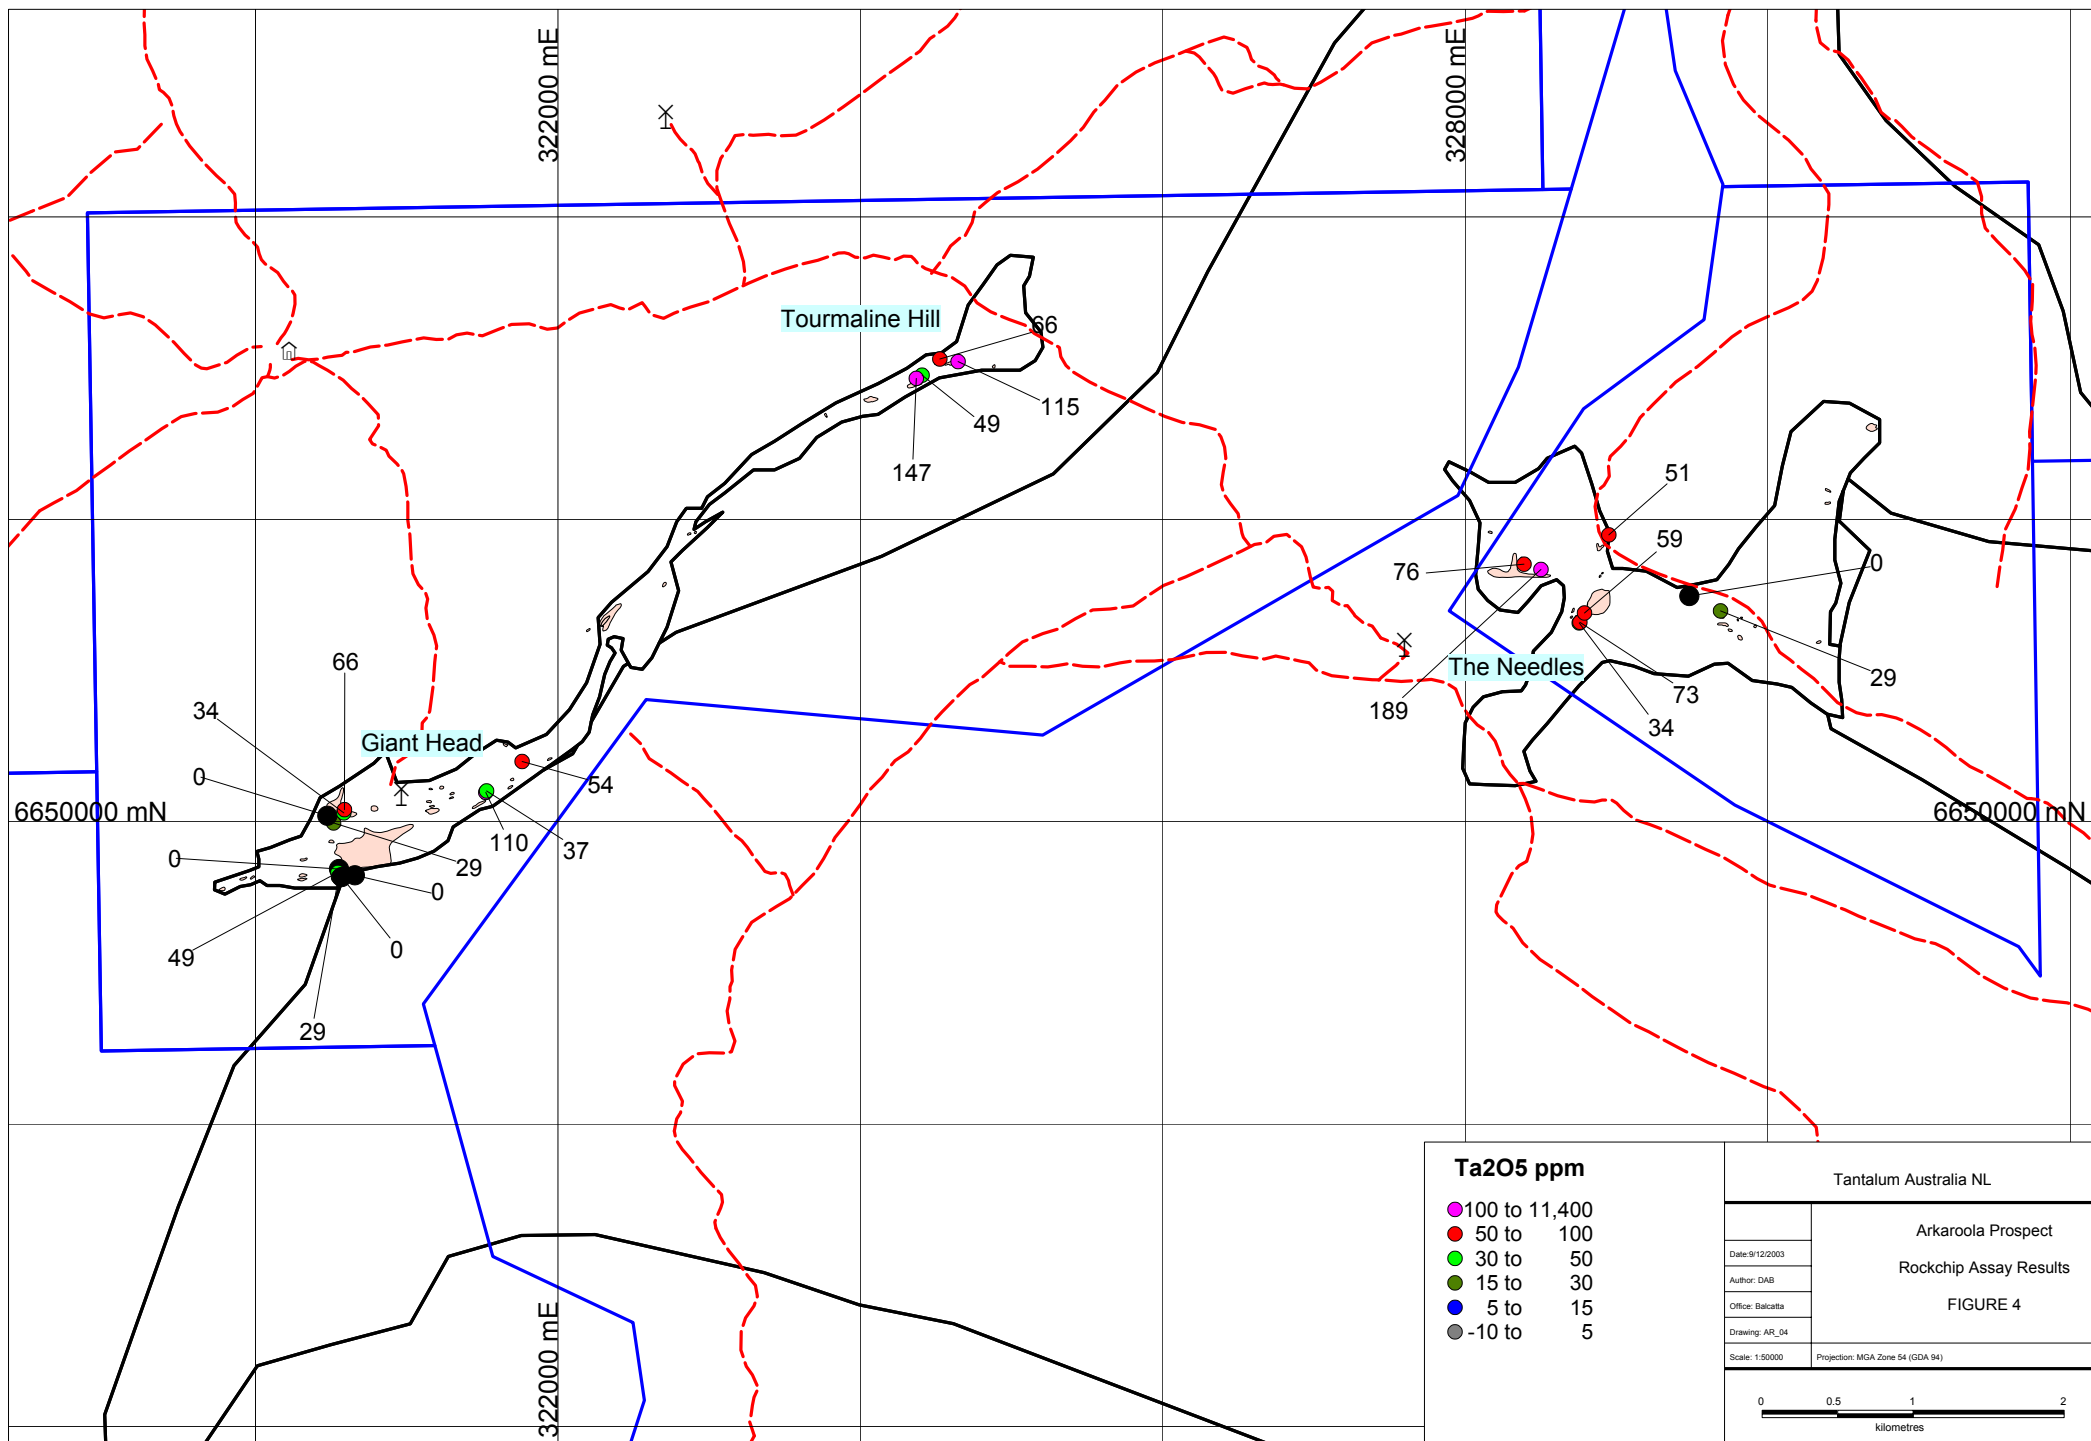 322000 mE
328000 mE
Tourmaline Hill
66
115
49
147
51
59
76
0
The Needles
29
189
73
34
66
34
Giant Head
0
54
6650000 mN
6650000 mN
110
37
0
29
0
49
0
29
322000 mE
Ta2O5 ppm
100 to 11,400
50 to 100
30 to 50
15 to 30
5 to 15
-10 to 5
Tantalum Australia NL
Arkaroola Prospect
Date:9/12/2003
Rockchip Assay Results
Author: DAB
Office: Balcatta
FIGURE 4
Drawing: AR_04
Scale: 1:50000
Projection: MGA Zone 54 (GDA 94)
0 0.5 1 2
kilometres